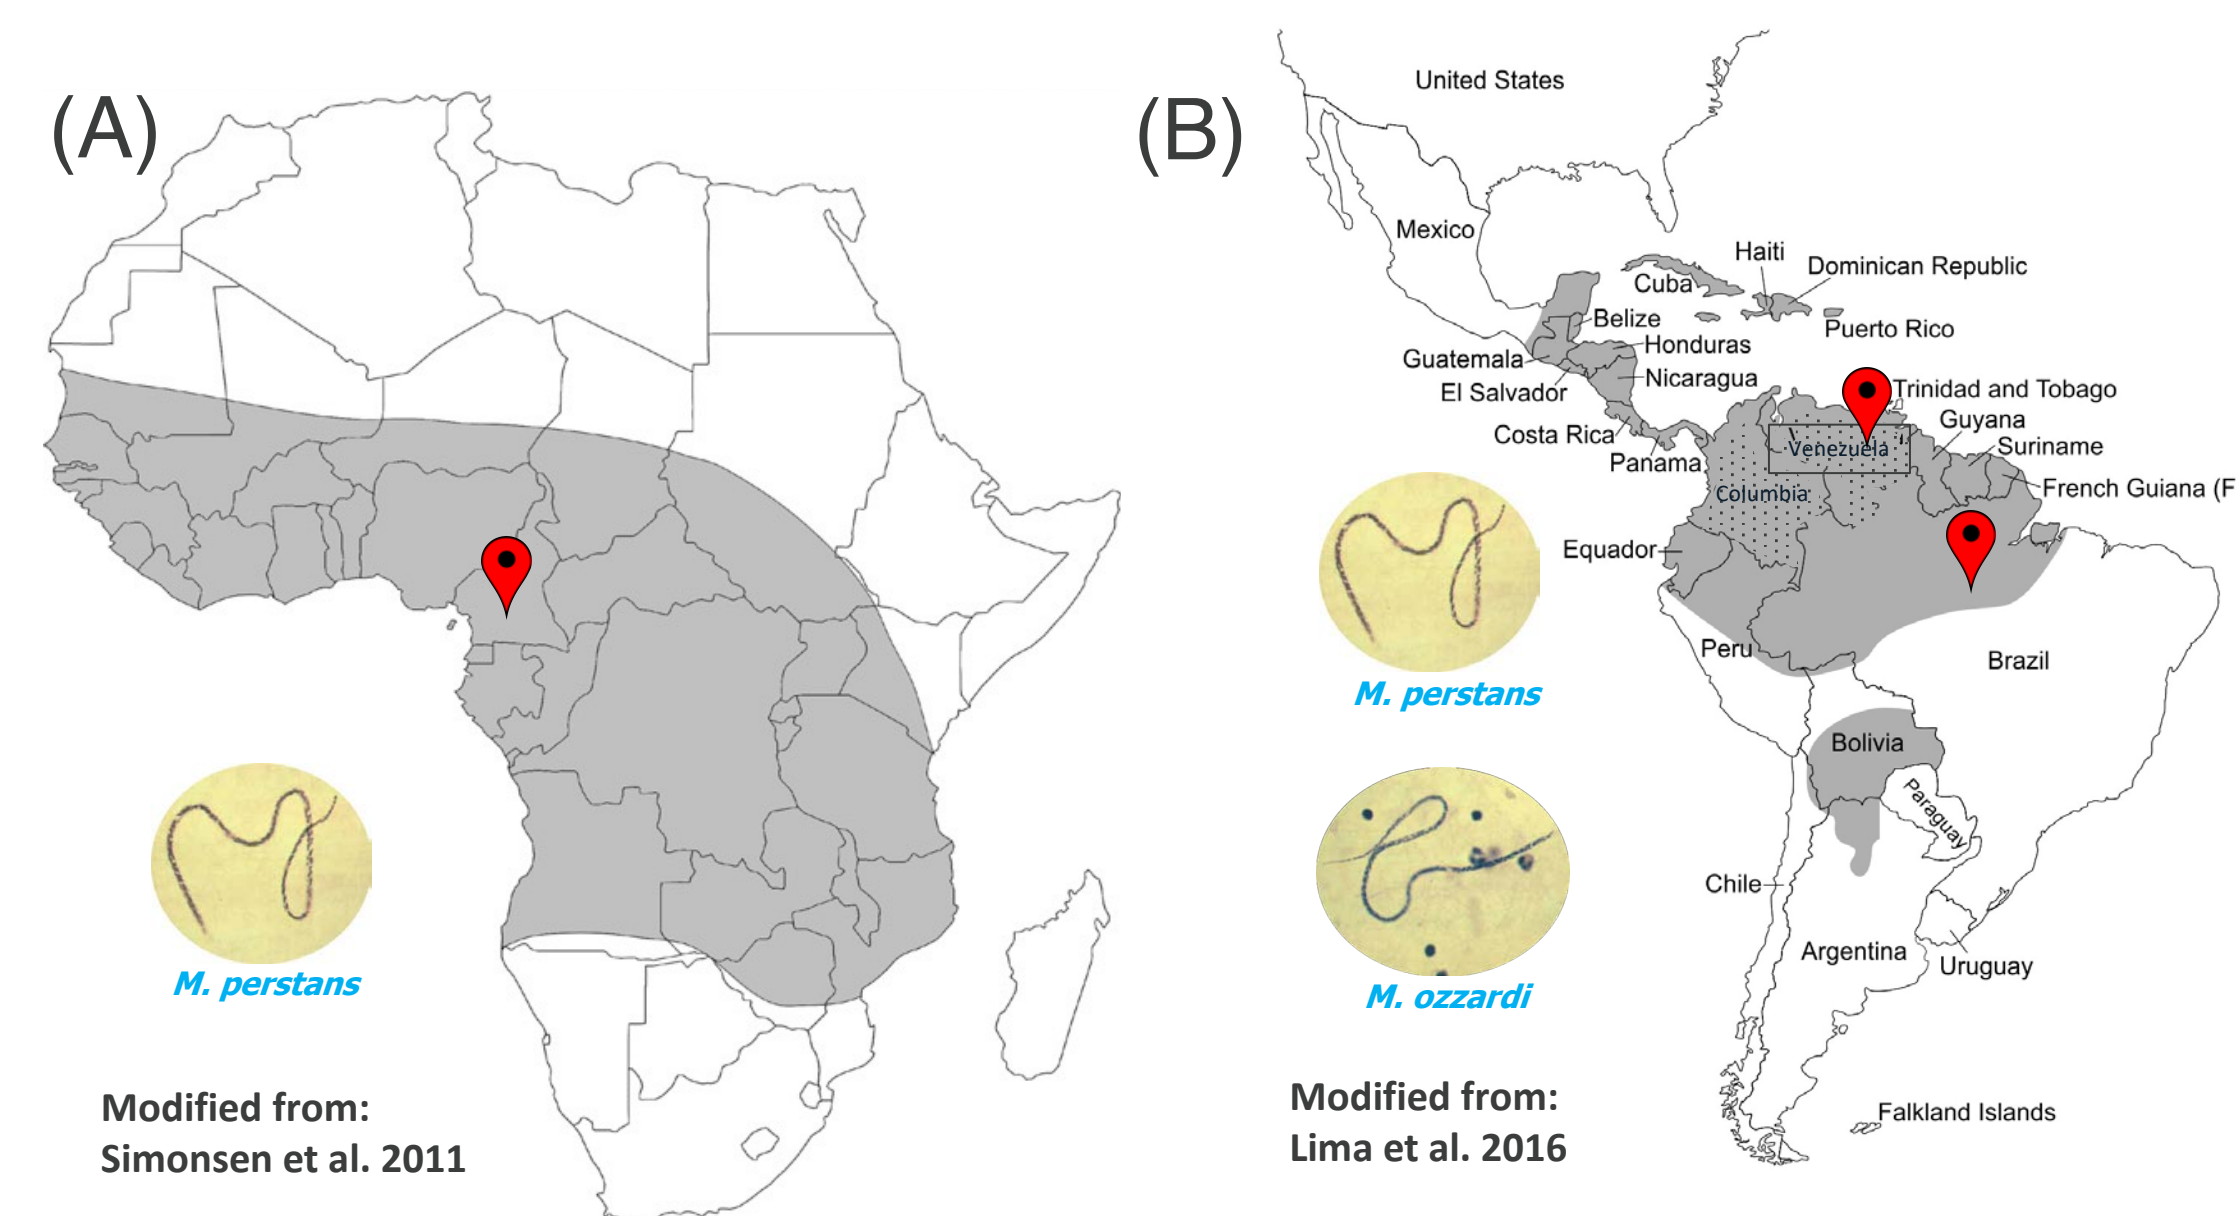 (A)
M. perstans
Modified from:
Simonsen et al. 2011
(B)
United States
Mexico
Haiti
Dominican Republic
Cuba
Puerto Rico
Belize
Honduras
Guatemala
Nicaragua
El Salvador
Trinidad and Tobago
Guyana
Costa Rica
Suriname
Panama
Venezuela
French Guiana (F
Columbia
Equador
Peru
Brazil
M. perstans
Bolivia
Paraguay
Chile
Argentina
Uruguay
M. ozzardi
Falkland Islands
Modified from:
Lima et al. 2016